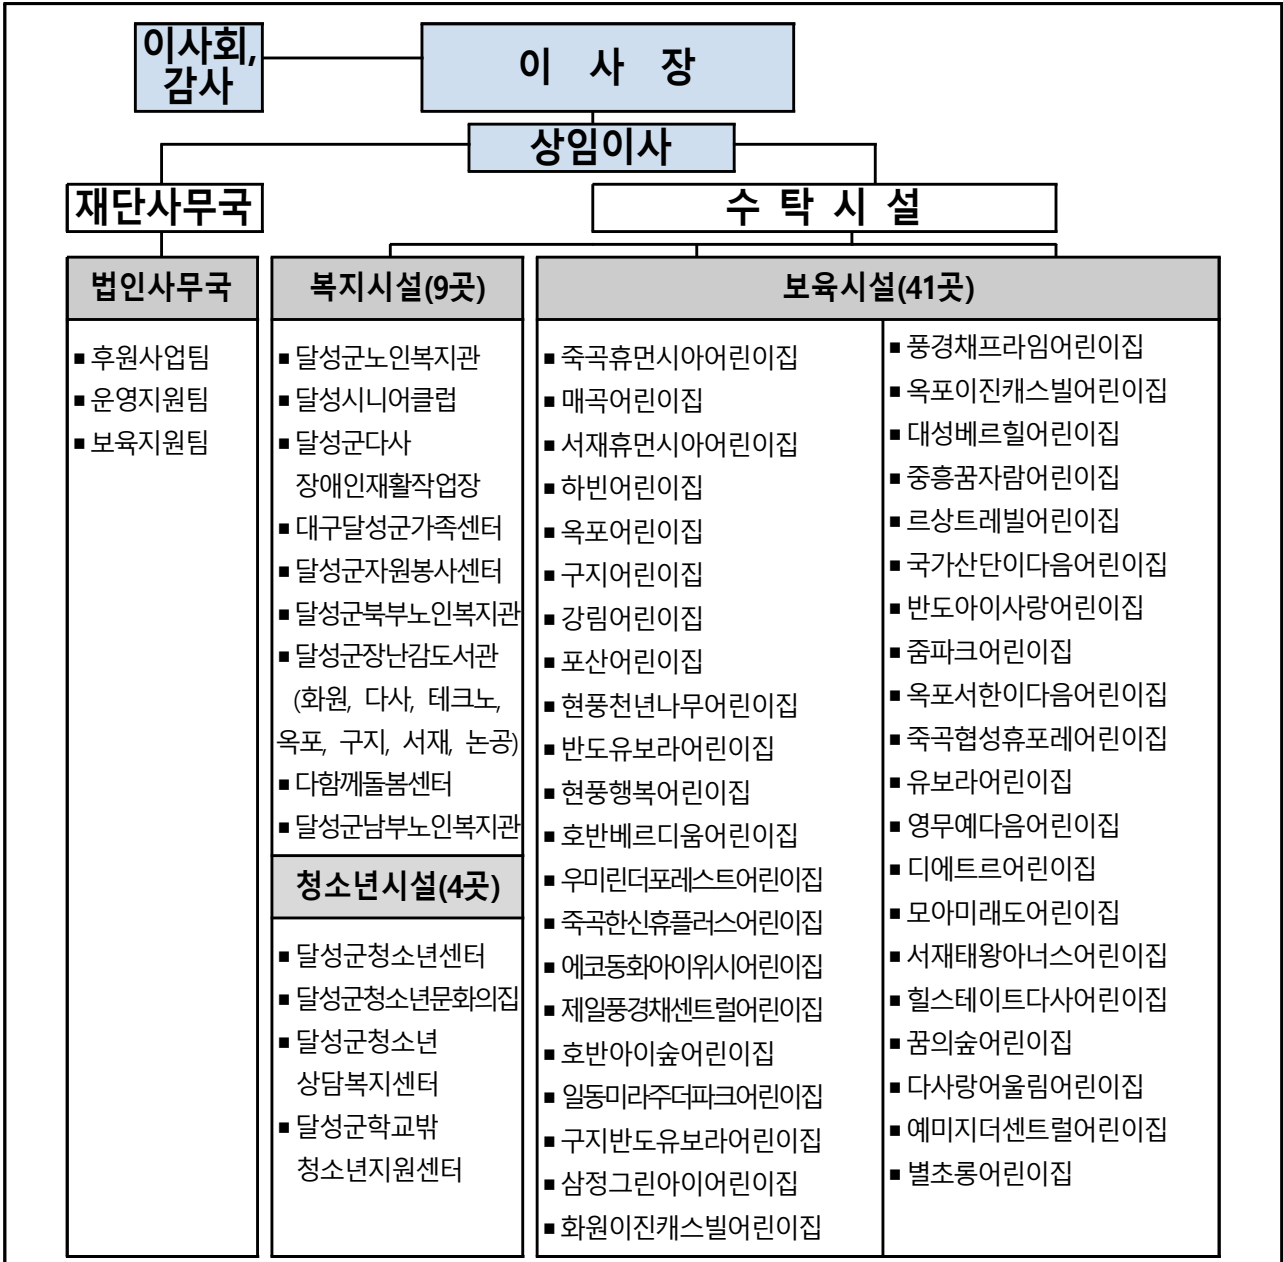 이사회,
감사
이 사 장
상임이사
재단사무국
수 탁 시 설
법인사무국
■ 후원사업팀
■ 운영지원팀
■ 보육지원팀
복지시설(9곳)
■ 달성군노인복지관
■ 달성시니어클럽
■ 달성군다사
장애인재활작업장
■ 대구달성군가족센터
■ 달성군자원봉사센터
■ 달성군북부노인복지관
■ 달성군장난감도서관
(화원, 다사, 테크노,
옥포, 구지, 서재, 논공)
■ 다함께돌봄센터
■ 달성군남부노인복지관
청소년시설(4곳)
■ 달성군청소년센터
■ 달성군청소년문화의집
■ 달성군청소년
상담복지센터
■ 달성군학교밖
청소년지원센터
보육시설(41곳)
■ 죽곡휴먼시아어린이집
■ 매곡어린이집
■ 서재휴먼시아어린이집
■ 하빈어린이집
■ 옥포어린이집
■ 구지어린이집
■ 강림어린이집
■ 포산어린이집
■ 현풍천년나무어린이집
■ 반도유보라어린이집
■ 현풍행복어린이집
■ 호반베르디움어린이집
■ 우미린더포레스트어린이집
■ 죽곡한신휴플러스어린이집
■ 에코동화아이위시어린이집
■ 제일풍경채센트럴어린이집
■ 호반아이숲어린이집
■ 일동미라주더파크어린이집
■ 구지반도유보라어린이집
■ 삼정그린아이어린이집
■ 화원이진캐스빌어린이집
■ 풍경채프라임어린이집
■ 옥포이진캐스빌어린이집
■ 대성베르힐어린이집
■ 중흥꿈자람어린이집
■ 르상트레빌어린이집
■ 국가산단이다음어린이집
■ 반도아이사랑어린이집
■ 줌파크어린이집
■ 옥포서한이다음어린이집
■ 죽곡협성휴포레어린이집
■ 유보라어린이집
■ 영무예다음어린이집
■ 디에트르어린이집
■ 모아미래도어린이집
■ 서재태왕아너스어린이집
■ 힐스테이트다사어린이집
■ 꿈의숲어린이집
■ 다사랑어울림어린이집
■ 예미지더센트럴어린이집
■ 별초롱어린이집